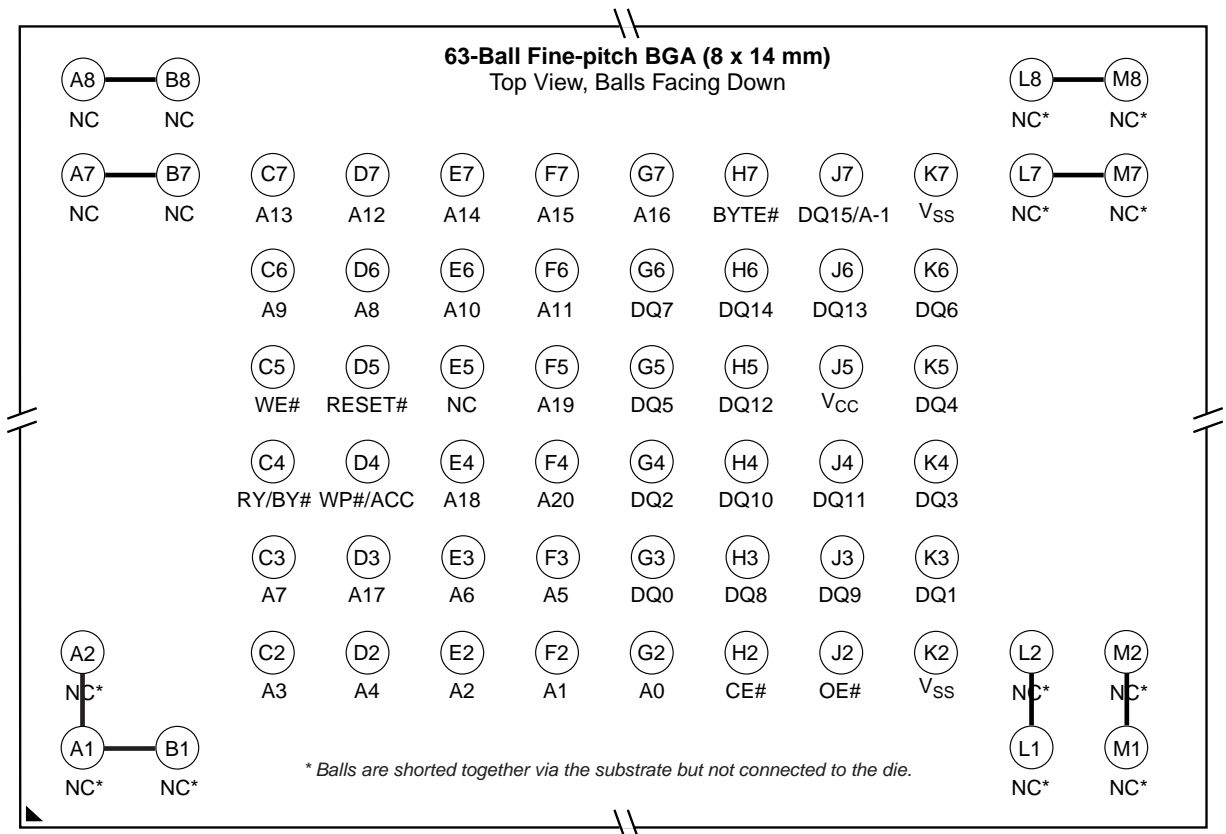 63-Ball Fine-pitch BGA (8 x 14 mm)
Top View, Balls Facing Down
A8 B8 L8 M8
NC NC NC* NC*
A7 B7 C7 D7 E7 F7 G7 H7 J7 K7 L7 M7
NC NC A13 A12 A14 A15 A16 BYTE# DQ15/A-1 VSS NC* NC*
C6 D6 E6 F6 G6 H6 J6 K6
A9 A8 A10 A11 DQ7 DQ14 DQ13 DQ6
C5 D5 E5 F5 G5 H5 J5 K5
WE# RESET# NC A19 DQ5 DQ12 VCC DQ4
C4 D4 E4 F4 G4 H4 J4 K4
RY/BY# WP#/ACC A18 A20 DQ2 DQ10 DQ11 DQ3
C3 D3 E3 F3 G3 H3 J3 K3
A7 A17 A6 A5 DQ0 DQ8 DQ9 DQ1
A2 C2 D2 E2 F2 G2 H2 J2 K2 L2 M2
NC* A3 A4 A2 A1 A0 CE# OE# VSS NC* NC*
A1 B1 L1 M1
NC* NC* NC* NC*
* Balls are shorted together via the substrate but not connected to the die.